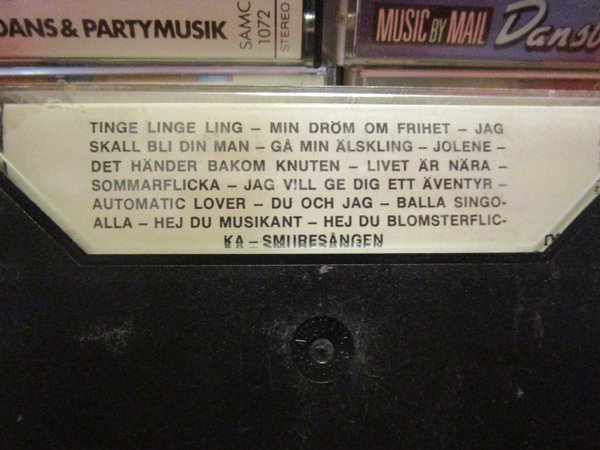 DANS & PARTYMUSIK
SAMC
1072
STEREO
MUSIC BY MAIL
TINGE LINGE LING – MIN DRÖM OM FRIHET – JAG
SKALL BLI DIN MAN – GÅ MIN ÄLSKLING – JOLENE –
DET HÄNDER BAKOM KNUTEN – LIVET ÄR NÄRA –
SOMMARFLICKA – JAG VILL GE DIG ETT ÄVENTYR –
AUTOMATIC LOVER – DU OCH JAG – BALLA SINGO-
ALLA – HEJ DU MUSIKANT – HEJ DU BLOMSTERFLIC-
KA –